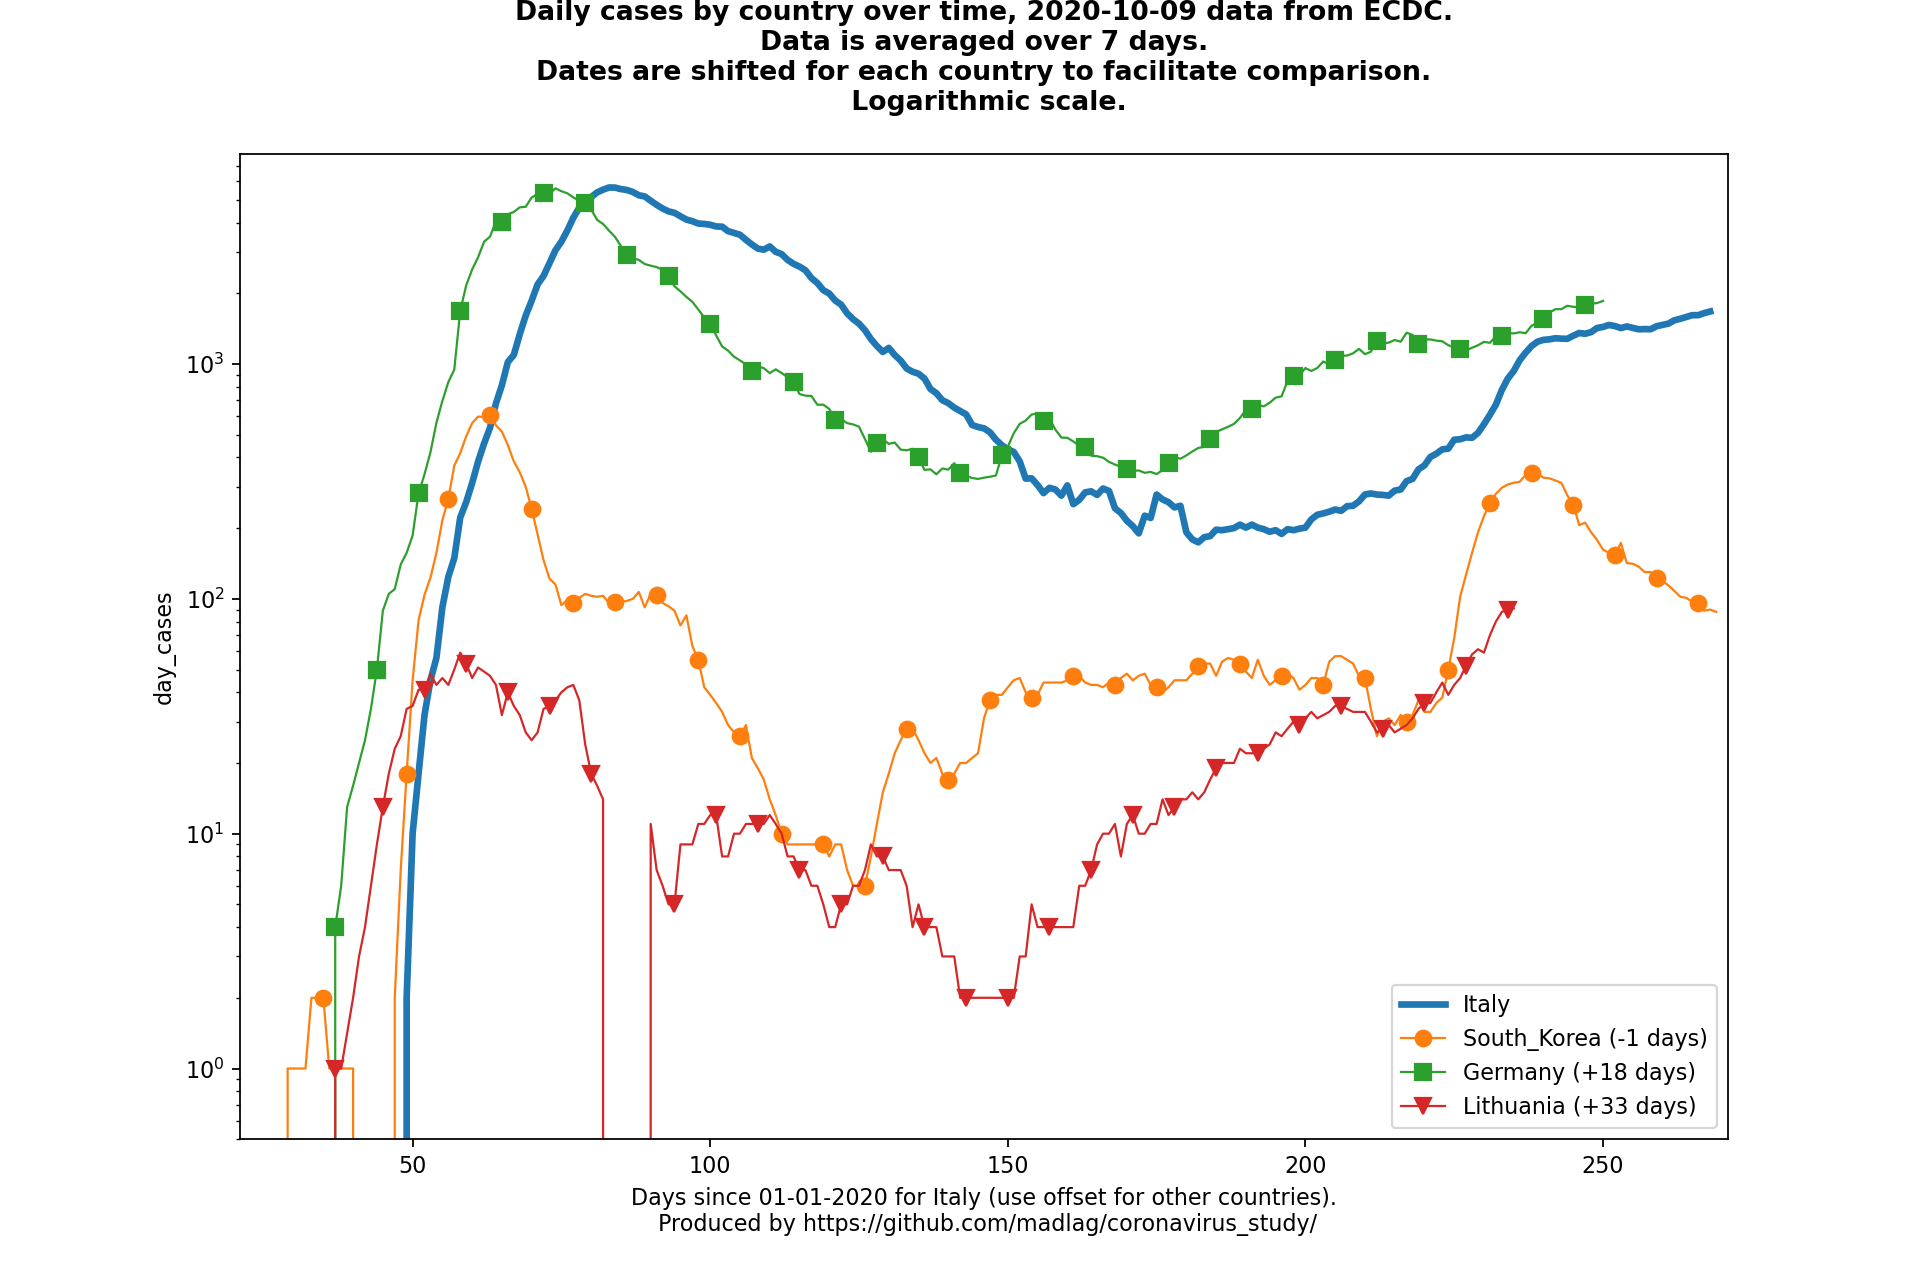 Daily cases by country over time, 2020-10-09 data from ECDC.
Data is averaged over 7 days.
Dates are shifted for each country to facilitate comparison.
Logarithmic scale.
day_cases
10³
10²
10¹
10⁰
50 100 150 200 250
Italy
South_Korea (-1 days)
Germany (+18 days)
Lithuania (+33 days)
Days since 01-01-2020 for Italy (use offset for other countries).
Produced by https://github.com/madlag/coronavirus_study/